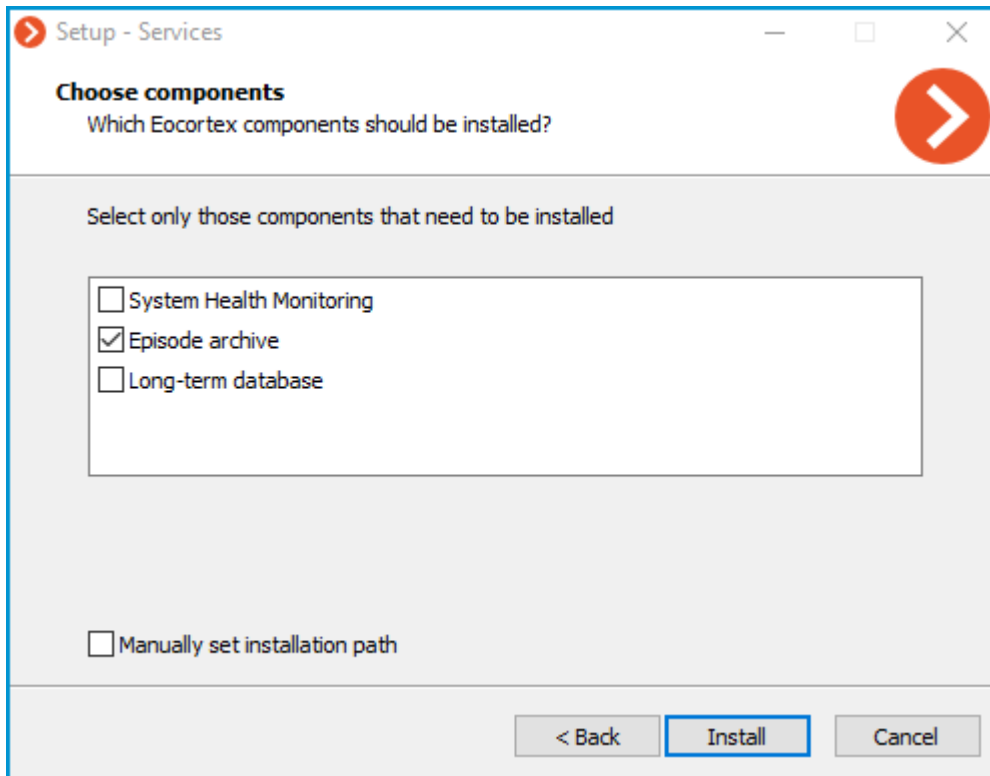 Setup - Services
Choose components
Which Eocortex components should be installed?
Select only those components that need to be installed
System Health Monitoring
Episode archive
Long-term database
Manually set installation path
< Back
Install
Cancel